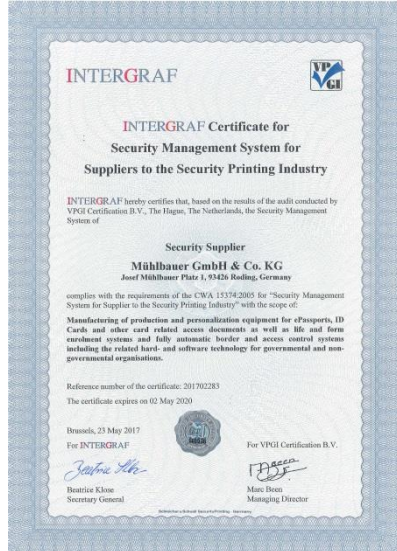 INTERGRAF
VP
GI
INTERGRAF Certificate for
Security Management System for
Suppliers to the Security Printing Industry
INTERGRAF hereby certifies that, based on the results of the audit conducted by
VPGI Certification B.V., The Hague, The Netherlands, the Security Management
System of
Security Supplier
Mühlbauer GmbH & Co. KG
Josef Mühlbauer Platz 1, 93426 Roding, Germany
complies with the requirements of the CWA 15374:2005 for "Security Management
System for Supplier to the Security Printing Industry" with the scope of:
Manufacturing of production and personalization equipment for ePassports, ID
Cards and other card related access documents as well as life and form
enrolment systems and fully automatic border and access control systems
including the related hard- and software technology for governmental and non-
governmental organisations.
Reference number of the certificate: 201702283
The certificate expires on 02 May 2020
Brussels, 23 May 2017
For INTERGRAF
For VPGI Certification B.V.
Beatrice Klose
Secretary General
Marc Been
Managing Director